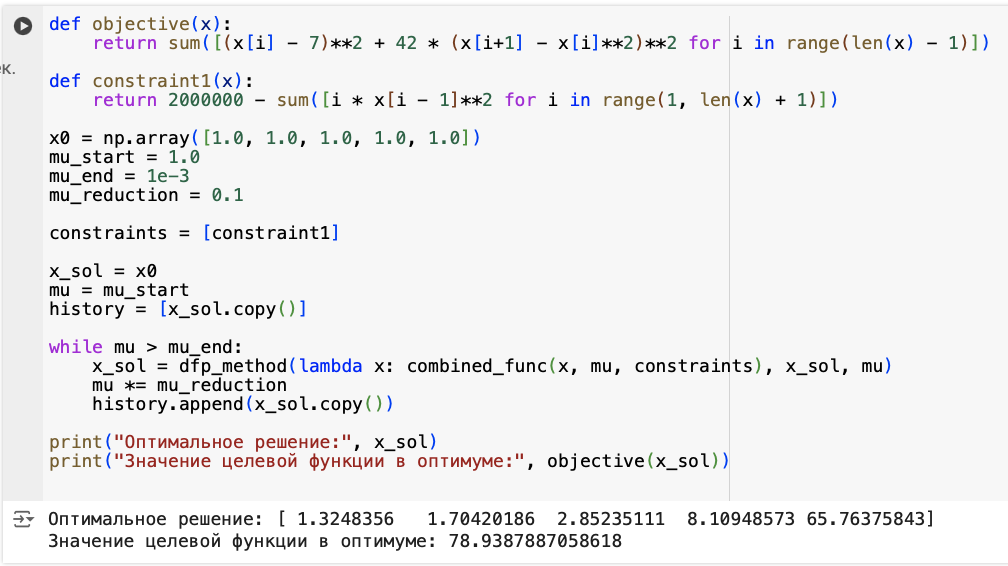 def objective(x):
    return sum([(x[i] - 7)**2 + 42 * (x[i+1] - x[i]**2)**2 for i in range(len(x) - 1)])
ек.
def constraint1(x):
    return 2000000 - sum([i * x[i - 1]**2 for i in range(1, len(x) + 1)])

x0 = np.array([1.0, 1.0, 1.0, 1.0, 1.0])
mu_start = 1.0
mu_end = 1e-3
mu_reduction = 0.1

constraints = [constraint1]

x_sol = x0
mu = mu_start
history = [x_sol.copy()]

while mu > mu_end:
    x_sol = dfp_method(lambda x: combined_func(x, mu, constraints), x_sol, mu)
    mu *= mu_reduction
    history.append(x_sol.copy())

print("Оптимальное решение:", x_sol)
print("Значение целевой функции в оптимуме:", objective(x_sol))

Оптимальное решение: [ 1.3248356   1.70420186  2.85235111  8.10948573 65.76375843]
Значение целевой функции в оптимуме: 78.9387887058618